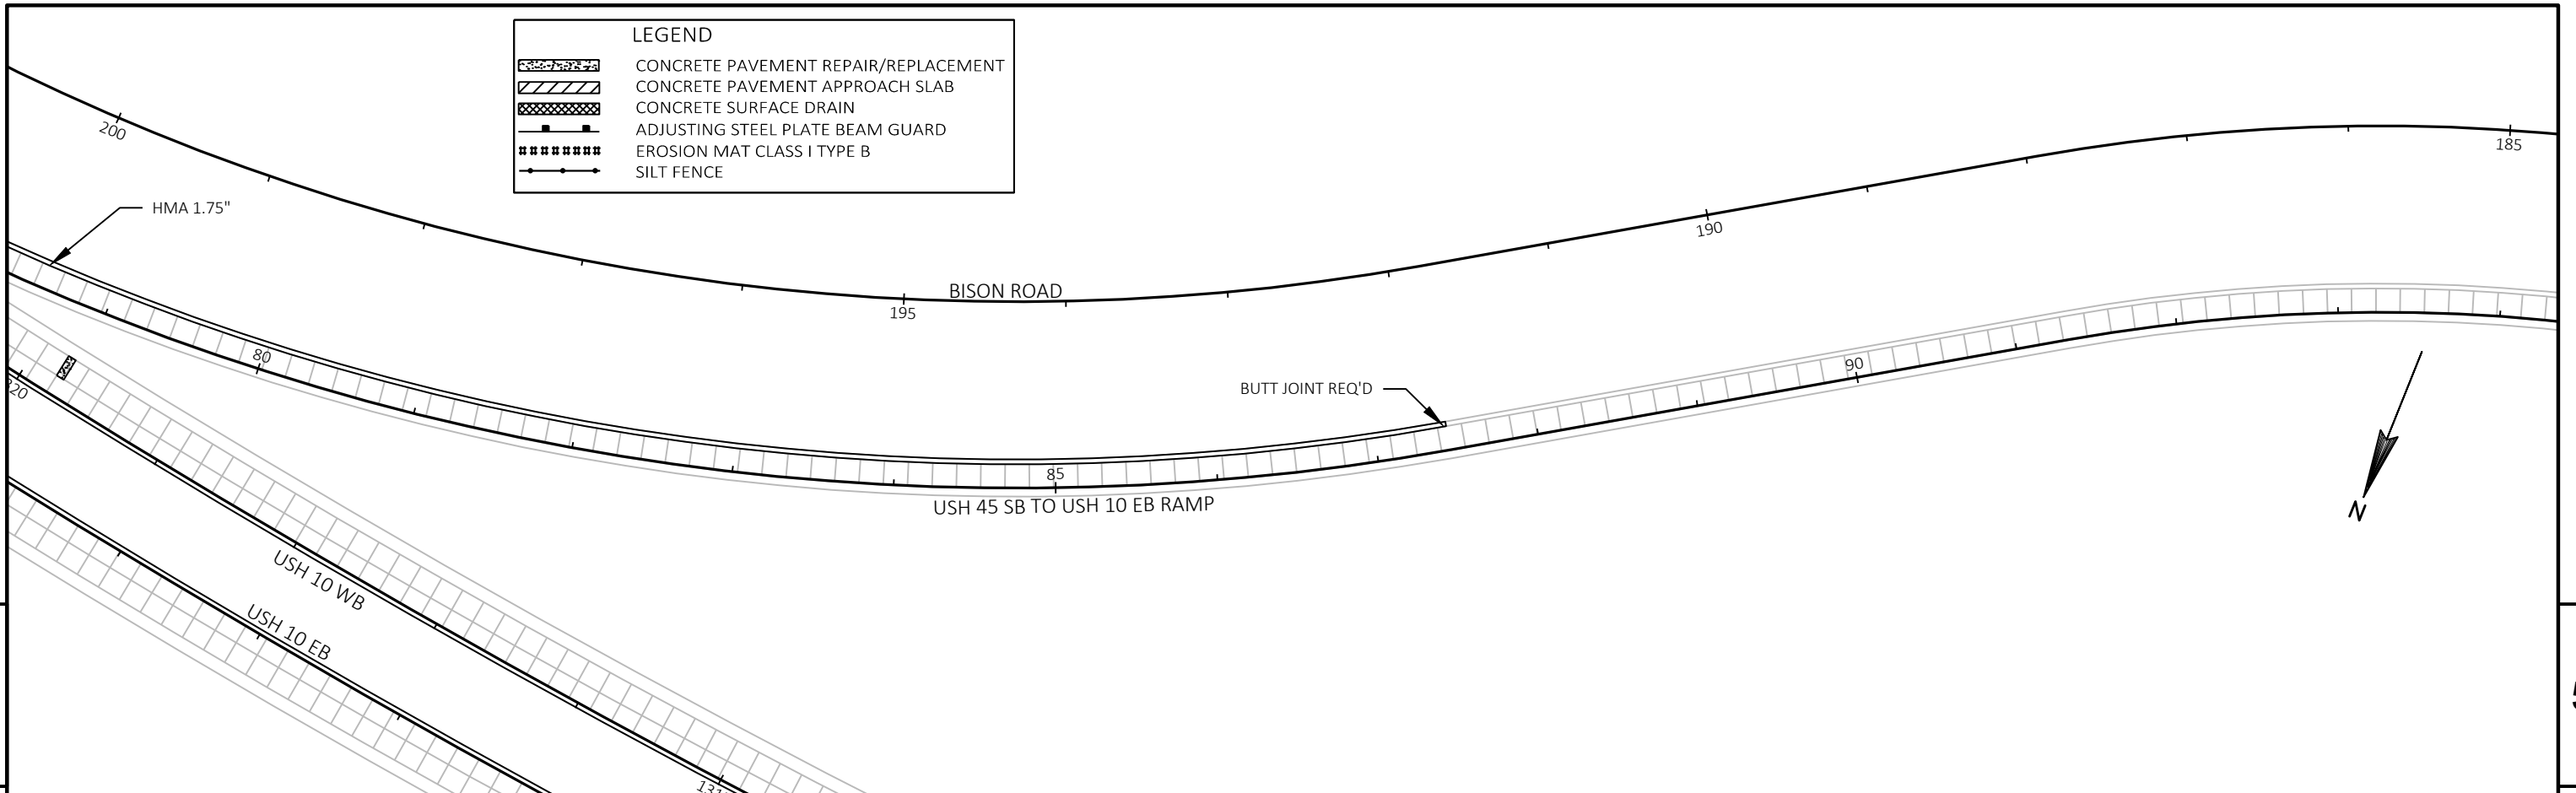 LEGEND
CONCRETE PAVEMENT REPAIR/REPLACEMENT
CONCRETE PAVEMENT APPROACH SLAB
CONCRETE SURFACE DRAIN
ADJUSTING STEEL PLATE BEAM GUARD
EROSION MAT CLASS I TYPE B
SILT FENCE
200
185
HMA 1.75"
190
BISON ROAD
195
80
90
BUTT JOINT REQ'D
85
USH 45 SB TO USH 10 EB RAMP
N
USH 10 WB
USH 10 EB